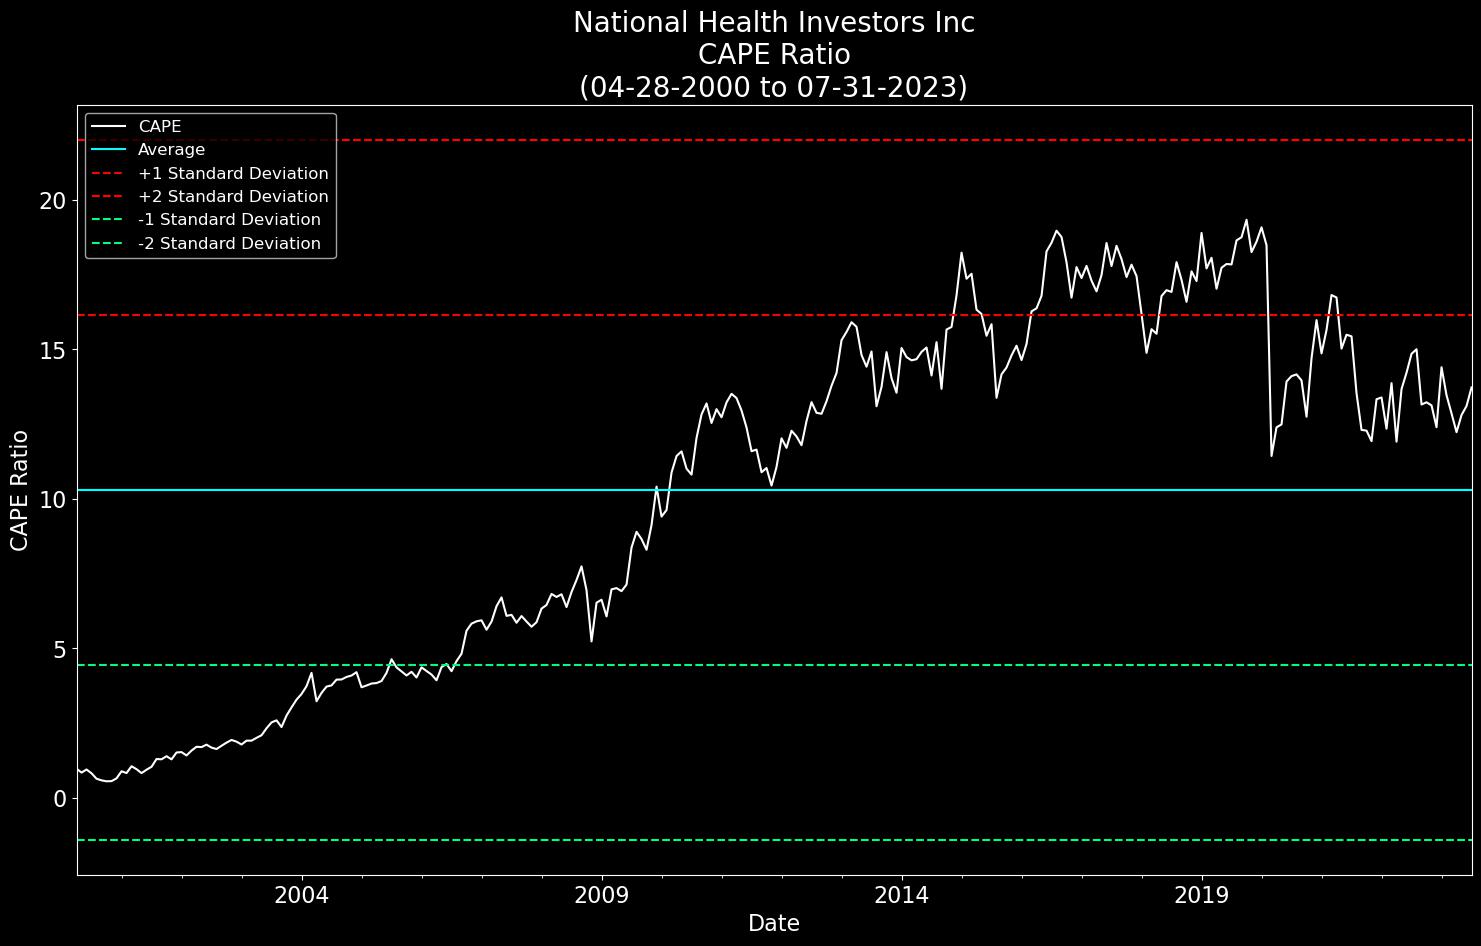 National Health Investors Inc
CAPE Ratio
(04-28-2000 to 07-31-2023)
CAPE
Average
+1 Standard Deviation
+2 Standard Deviation
-1 Standard Deviation
-2 Standard Deviation
CAPE Ratio
20
15
10
5
0
2004
2009
2014
2019
Date